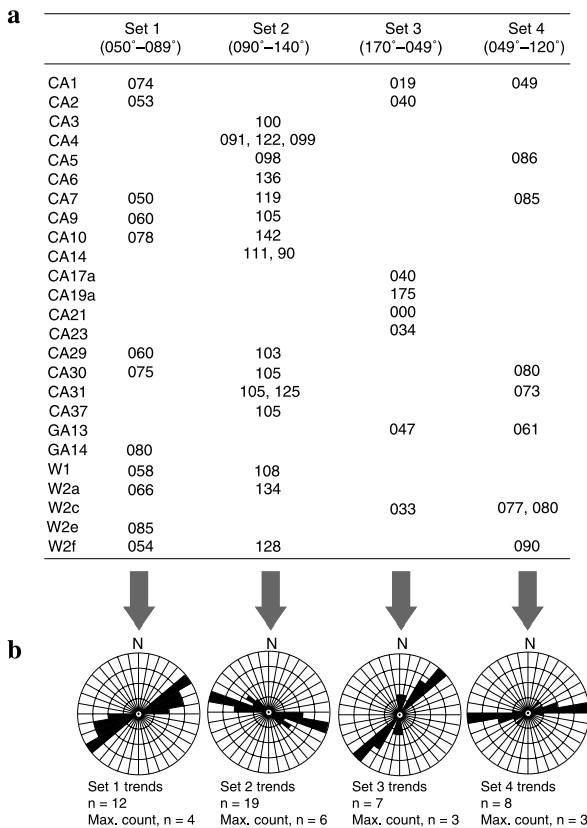 a
Set 1 Set 2 Set 3 Set 4
(050°–089°) (090°–140°) (170°–049°) (049°–120°)
CA1 074 019 049
CA2 053 040
CA3 100
CA4 091, 122, 099
CA5 098 086
CA6 136
CA7 050 119 085
CA9 060 105
CA10 078 142
CA14 111, 90
CA17a 040
CA19a 175
CA21 000
CA23 034
CA29 060 103
CA30 075 105 080
CA31 105, 125 073
CA37 105
GA13 047 061
GA14 080
W1 058 108
W2a 066 134
W2c 033 077, 080
W2e 085
W2f 054 128 090
b
N N N N
Set 1 trends Set 2 trends Set 3 trends Set 4 trends
n = 12 n = 19 n = 7 n = 8
Max. count, n = 4 Max. count, n = 6 Max. count, n = 3 Max. count, n = 3